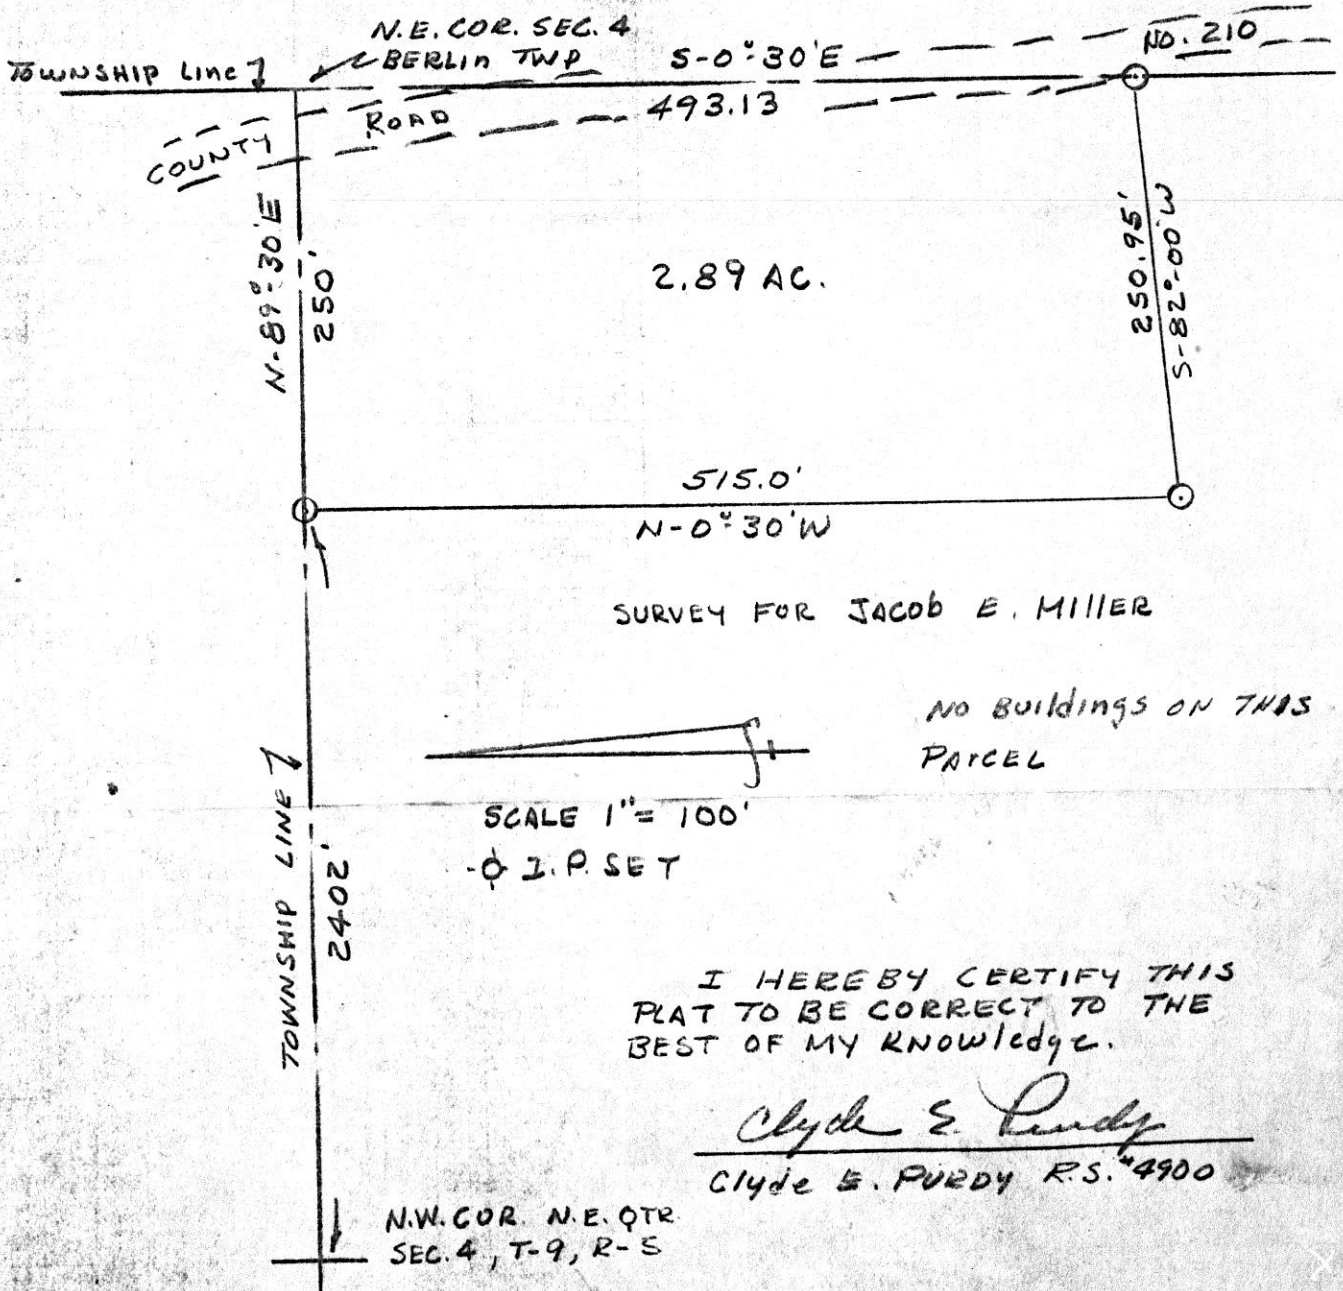 N.E. COR. SEC. 4
BERLIN TWP
TOWNSHIP LINE
S-0°-30'E
NO. 210
COUNTY
ROAD
493.13
N-89°-30'E
250'
250.95'
S-82°-00'W
2.89 AC.
515.0'
N-0°-30'W
SURVEY FOR JACOb E. MIllER
NO BuildingS ON THIS
PArCEL
SCALE 1"= 100'
I.P. SET
TOWNSHIP LINE
2402'
I HEREBY CERTIFY THIS
PLAT TO BE CORRECT TO THE
BEST OF MY KNOWledge.
Clyde E. Purdy
Clyde E. PURDY R.S. #4900
N.W. COR. N.E. QTR
SEC. 4, T-9, R-5